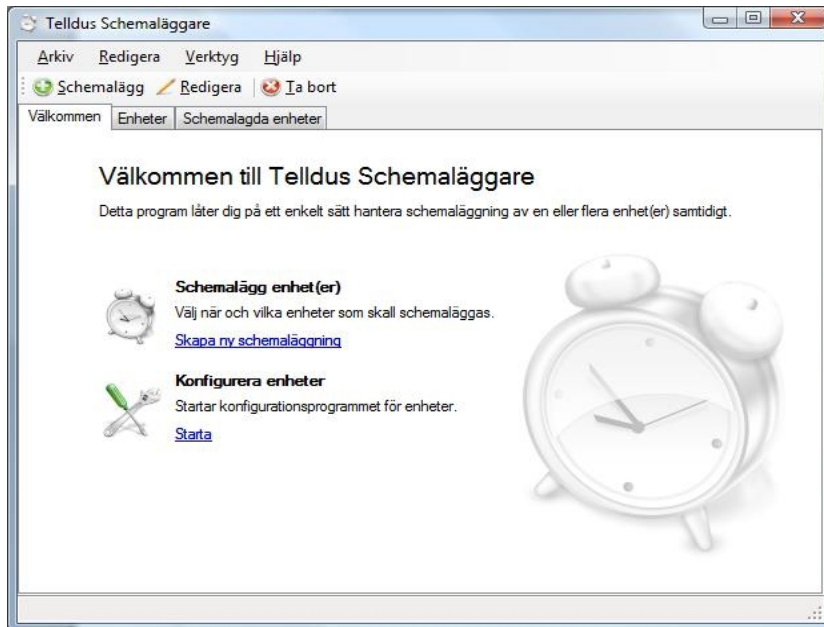 Telldus Schemaläggare
Arkiv Redigera Verktyg Hjälp
Schemalägg Redigera Ta bort
Välkommen Enheter Schemalagda enheter
Välkommen till Telldus Schemaläggare
Detta program låter dig på ett enkelt sätt hantera schemaläggning av en eller flera enhet(er) samtidigt.
Schemalägg enhet(er)
Välj när och vilka enheter som skall schemaläggas.
Skapa ny schemaläggning
Konfigurera enheter
Startar konfigurationsprogrammet för enheter.
Starta